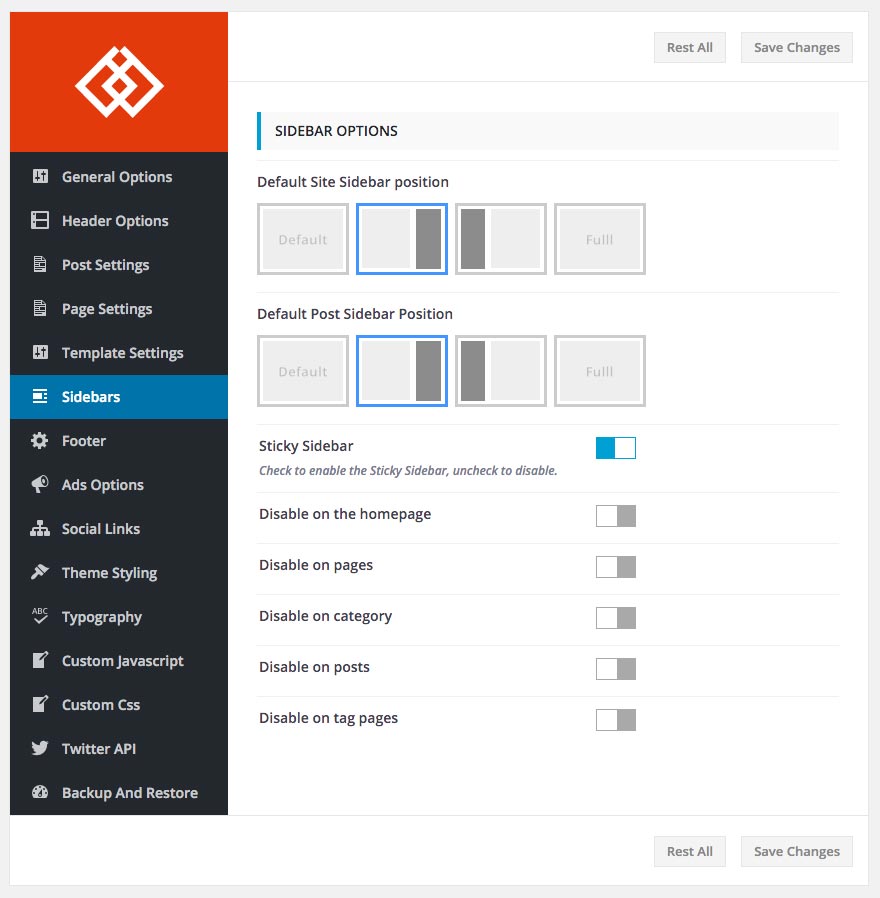 Rest All
Save Changes
SIDEBAR OPTIONS
General Options
Header Options
Post Settings
Page Settings
Template Settings
Sidebars
Footer
Ads Options
Social Links
Theme Styling
ABC
Typography
Custom Javascript
Custom Css
Twitter API
Backup And Restore
Default Site Sidebar position
Default
Fulll
Default Post Sidebar Position
Default
Fulll
Sticky Sidebar
Check to enable the Sticky Sidebar, uncheck to disable.
Disable on the homepage
Disable on pages
Disable on category
Disable on posts
Disable on tag pages
Rest All
Save Changes